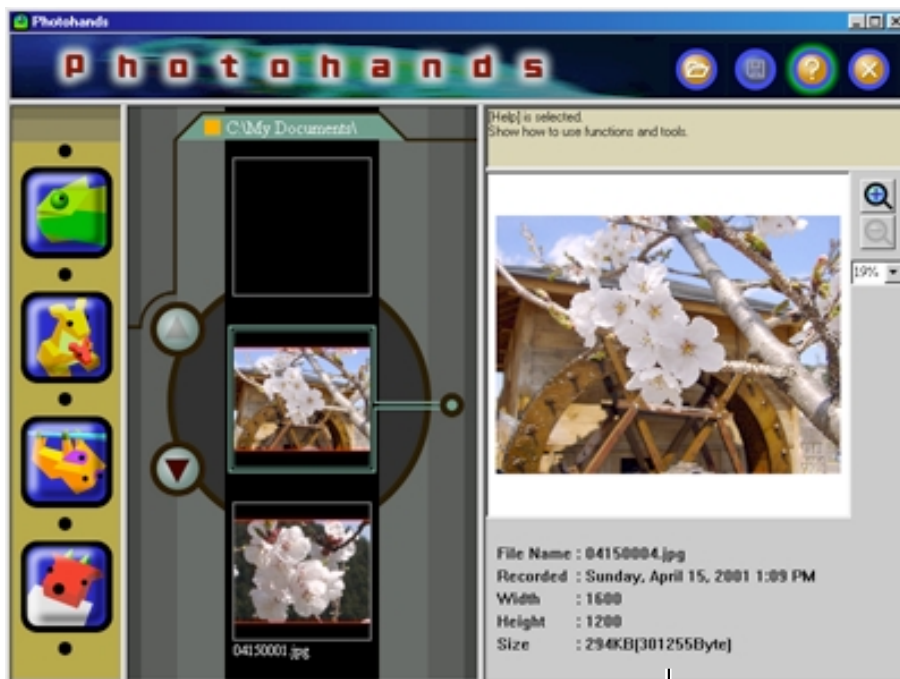 Photohands
Photohands
C:\My Documents\
[Help] is selected.
Show how to use functions and tools.
19%
File Name : 04150004.jpg
Recorded : Sunday, April 15, 2001 1:09 PM
Width : 1600
Height : 1200
Size : 294KB[301255Byte]
04150001.jpg